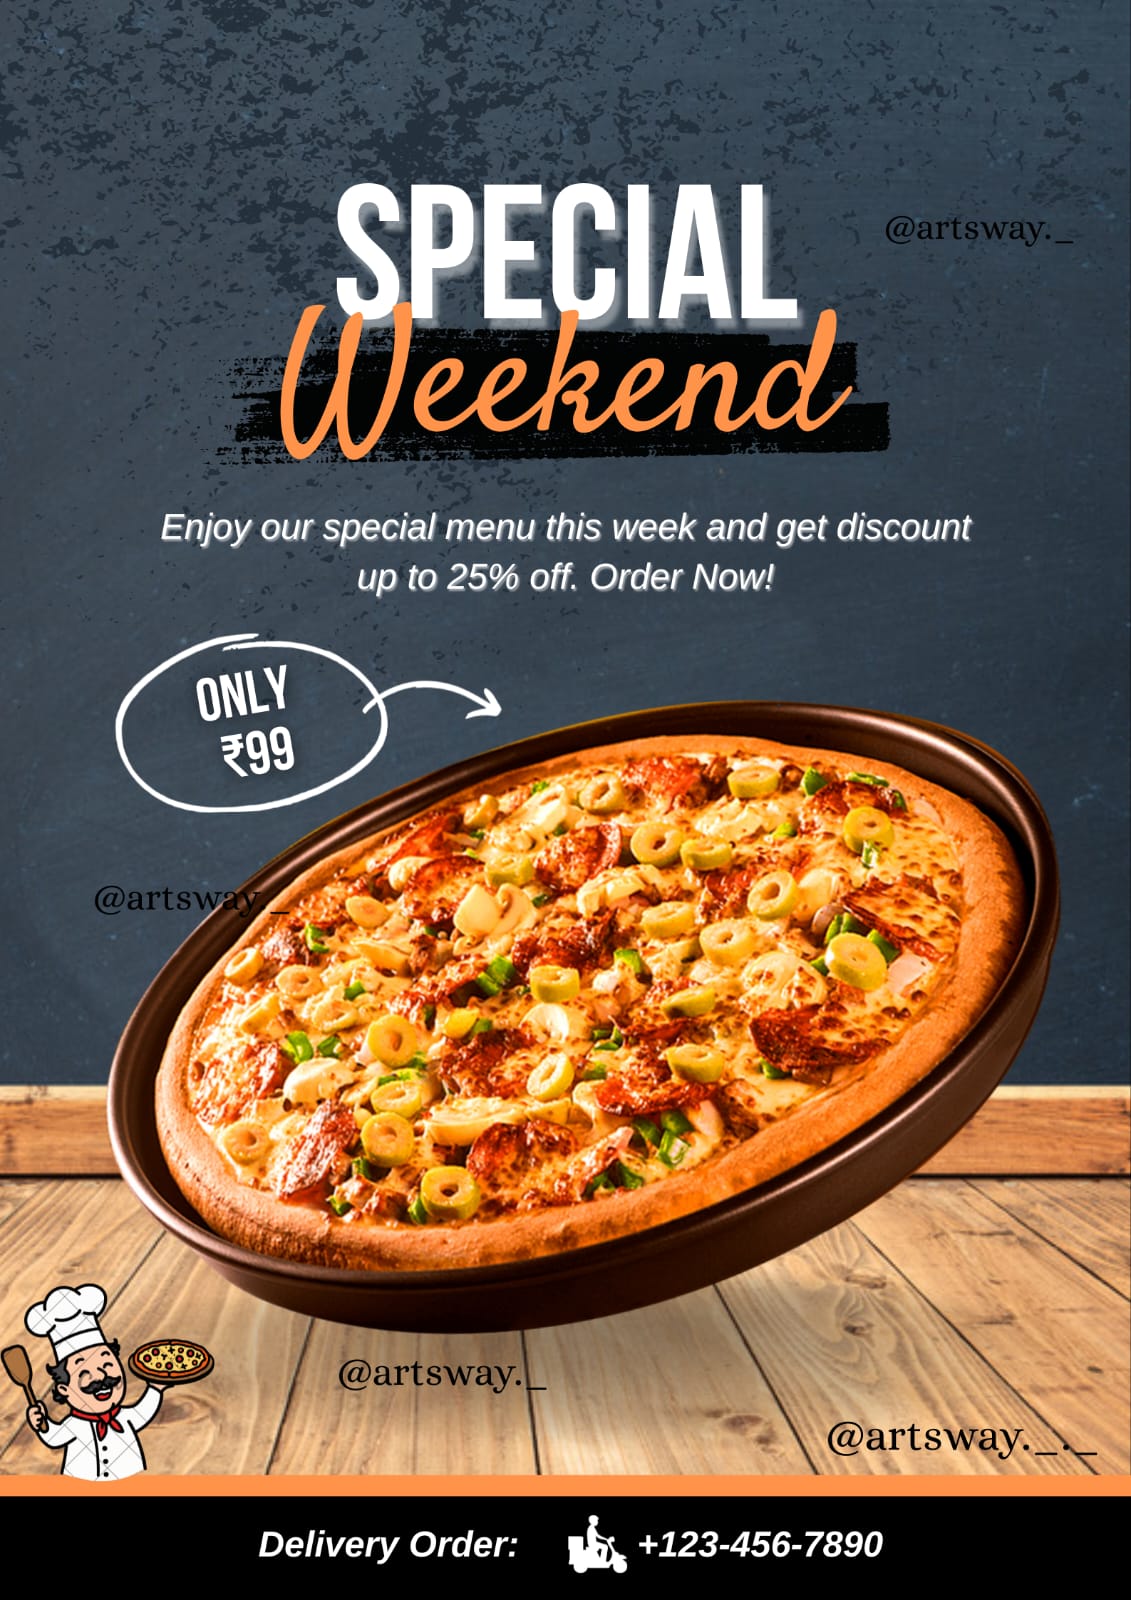 SPECIAL
@artsway._
Weekend
Enjoy our special menu this week and get discount
up to 25% off. Order Now!
ONLY
₹99
@artsway._
@artsway._
@artsway._._
Delivery Order: +123-456-7890